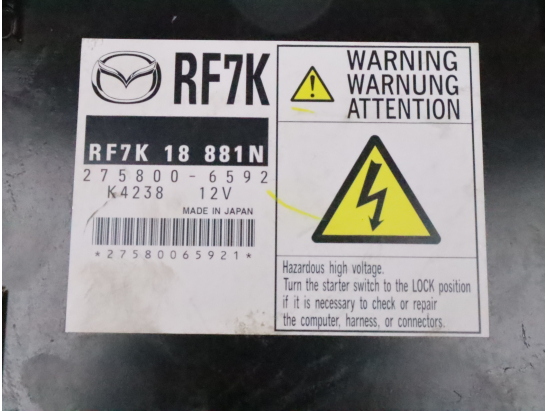 RF7K
RF7K 18 881N
275800-6592
K4238 12V
MADE IN JAPAN
*27580065921*
WARNING
WARNUNG
ATTENTION
Hazardous high voltage.
Turn the starter switch to the LOCK position
if it is necessary to check or repair
the computer, harness, or connectors.